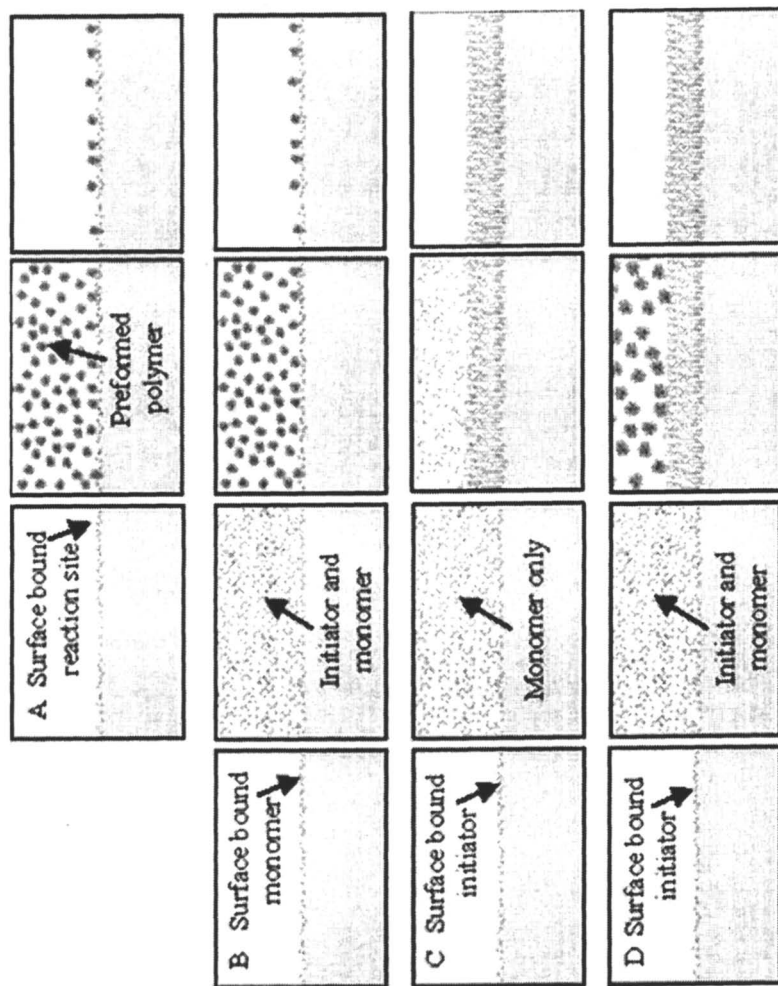 A Surface bound
reaction site
Preformed
polymer
B Surface bound
monomer
Initiator and
monomer
C Surface bound
initiator
Monomer only
D Surface bound
initiator
Initiator and
monomer